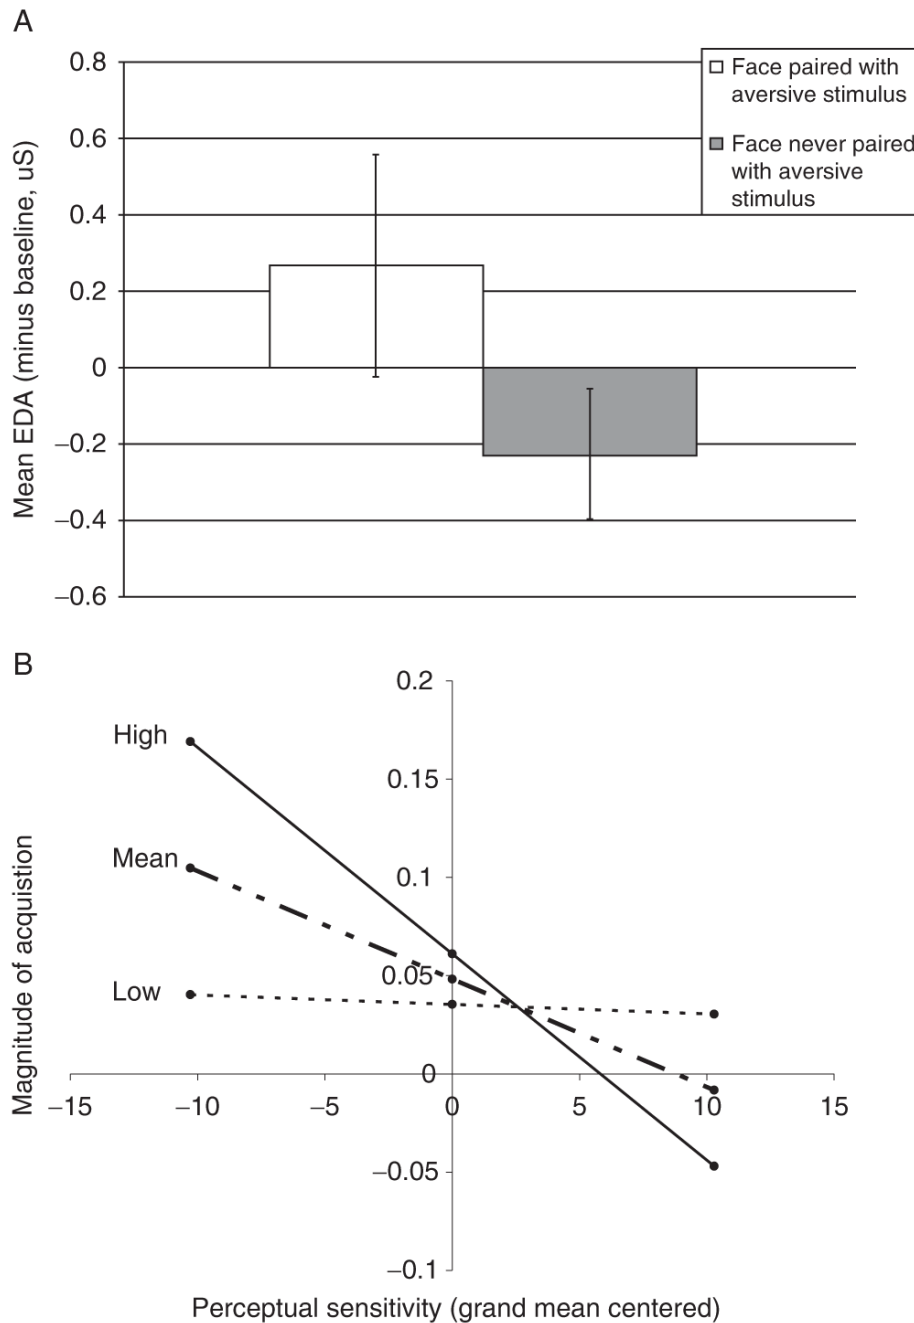 A
Mean EDA (minus baseline, uS)
0.8
0.6
0.4
0.2
0
−0.2
−0.4
−0.6
Face paired with
aversive stimulus
Face never paired
with aversive
stimulus
B
Magnitude of acquistion
High
Mean
Low
0.2
0.15
0.1
0.05
0
−0.05
−0.1
−15
−10
−5
0
5
10
15
Perceptual sensitivity (grand mean centered)